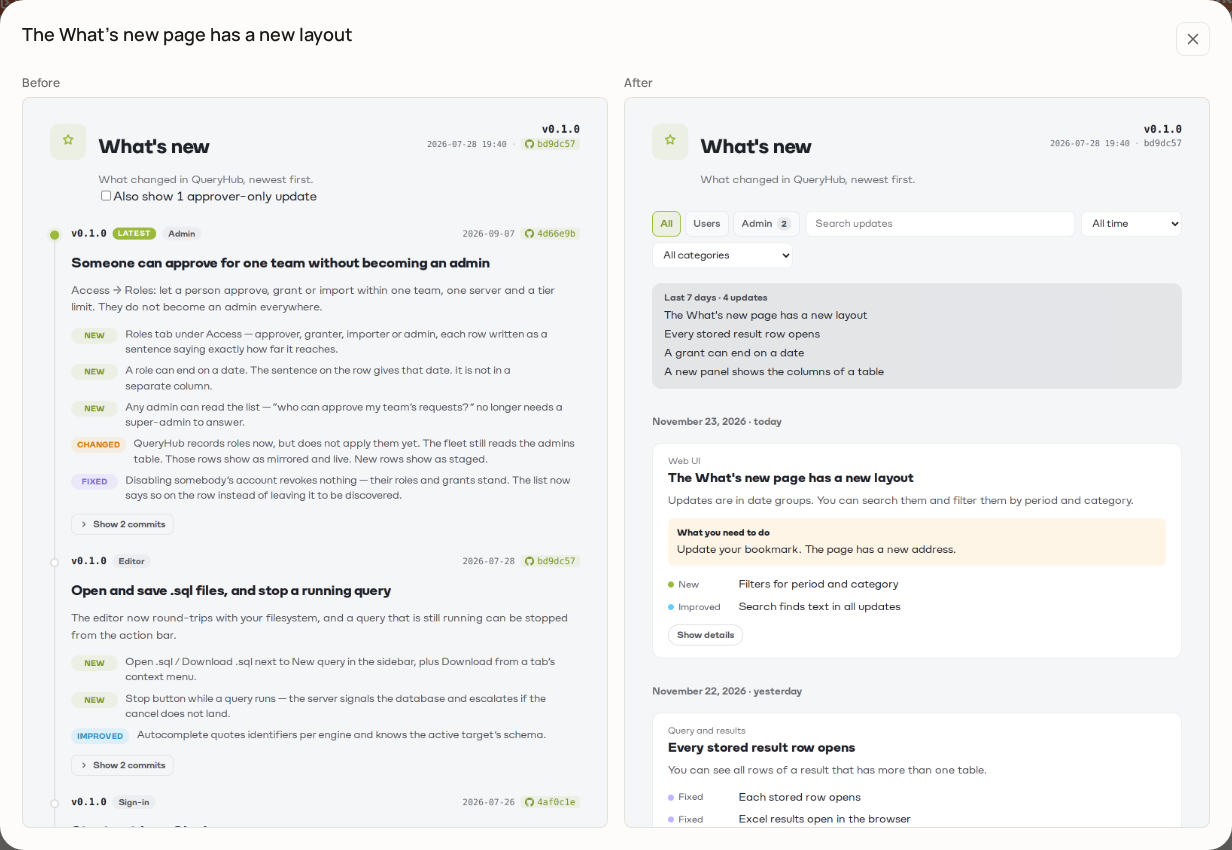 The What's new page has a new layout
Before
What's new
v0.1.0
2026-07-28 19:40 · bd9dc57
What changed in QueryHub, newest first.
Also show 1 approver-only update
v0.1.0 LATEST Admin 2026-09-07 4d66e9b
Someone can approve for one team without becoming an admin
Access → Roles: let a person approve, grant or import within one team, one server and a tier
limit. They do not become an admin everywhere.
NEW Roles tab under Access — approver, granter, importer or admin, each row written as a
sentence saying exactly how far it reaches.
NEW A role can end on a date. The sentence on the row gives that date. It is not in a
separate column.
NEW Any admin can read the list — "who can approve my team's requests?" no longer needs a
super-admin to answer.
CHANGED QueryHub records roles now, but does not apply them yet. The fleet still reads the admins
table. Those rows show as mirrored and live. New rows show as staged.
FIXED Disabling somebody's account revokes nothing — their roles and grants stand. The list now
says so on the row instead of leaving it to be discovered.
Show 2 commits
v0.1.0 Editor 2026-07-28 bd9dc57
Open and save .sql files, and stop a running query
The editor now round-trips with your filesystem, and a query that is still running can be stopped
from the action bar.
NEW Open .sql / Download .sql next to New query in the sidebar, plus Download from a tab's
context menu.
NEW Stop button while a query runs — the server signals the database and escalates if the
cancel does not land.
IMPROVED Autocomplete quotes identifiers per engine and knows the active target's schema.
Show 2 commits
v0.1.0 Sign-in 2026-07-26 4af0c1e
After
What's new
v0.1.0
2026-07-28 19:40 · bd9dc57
What changed in QueryHub, newest first.
All Users Admin 2 Search updates All time
All categories
Last 7 days · 4 updates
The What's new page has a new layout
Every stored result row opens
A grant can end on a date
A new panel shows the columns of a table
November 23, 2026 · today
Web UI
The What's new page has a new layout
Updates are in date groups. You can search them and filter them by period and category.
What you need to do
Update your bookmark. The page has a new address.
New Filters for period and category
Improved Search finds text in all updates
Show details
November 22, 2026 · yesterday
Query and results
Every stored result row opens
You can see all rows of a result that has more than one table.
Fixed Each stored row opens
Fixed Excel results open in the browser